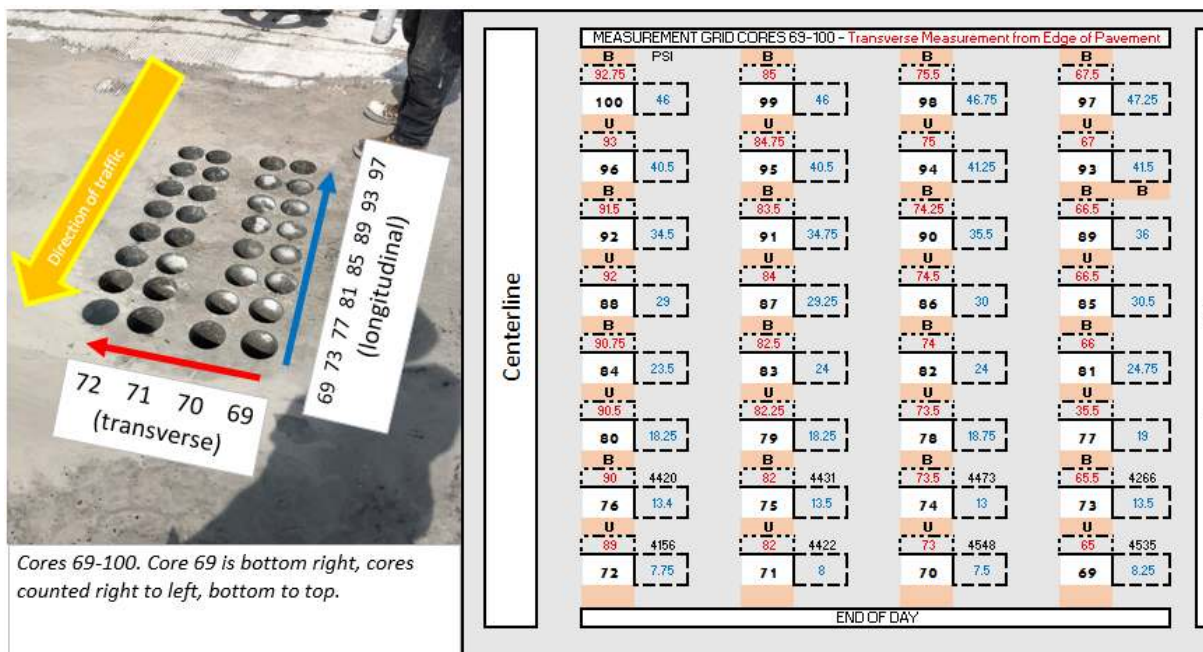 Direction of traffic
69 73 77 81 85 89 93 97
(longitudinal)
72 71 70 69
(transverse)
Cores 69-100. Core 69 is bottom right, cores
counted right to left, bottom to top.
Centerline
MEASUREMENT GRID CORES 69-100 - Transverse Measurement from Edge of Pavement
B PSI B B B
92.75 85 75.5 67.5
100 46 99 46 98 46.75 97 47.25
U U U U
93 84.75 75 67
96 40.5 95 40.5 94 41.25 93 41.5
B B B B B
91.5 83.5 74.25 66.5
92 34.5 91 34.75 90 35.5 89 36
U U U U
92 84 74.5 66.5
88 29 87 29.25 86 30 85 30.5
B B B B
90.75 82.5 74 66
84 23.5 83 24 82 24 81 24.75
U U U U
90.5 82.25 73.5 35.5
80 18.25 79 18.25 78 18.75 77 19
B B B B
90 4420 82 4431 73.5 4473 65.5 4266
76 13.4 75 13.5 74 13 73 13.5
U U U U
89 4156 82 4422 73 4548 65 4535
72 7.75 71 8 70 7.5 69 8.25
END OF DAY